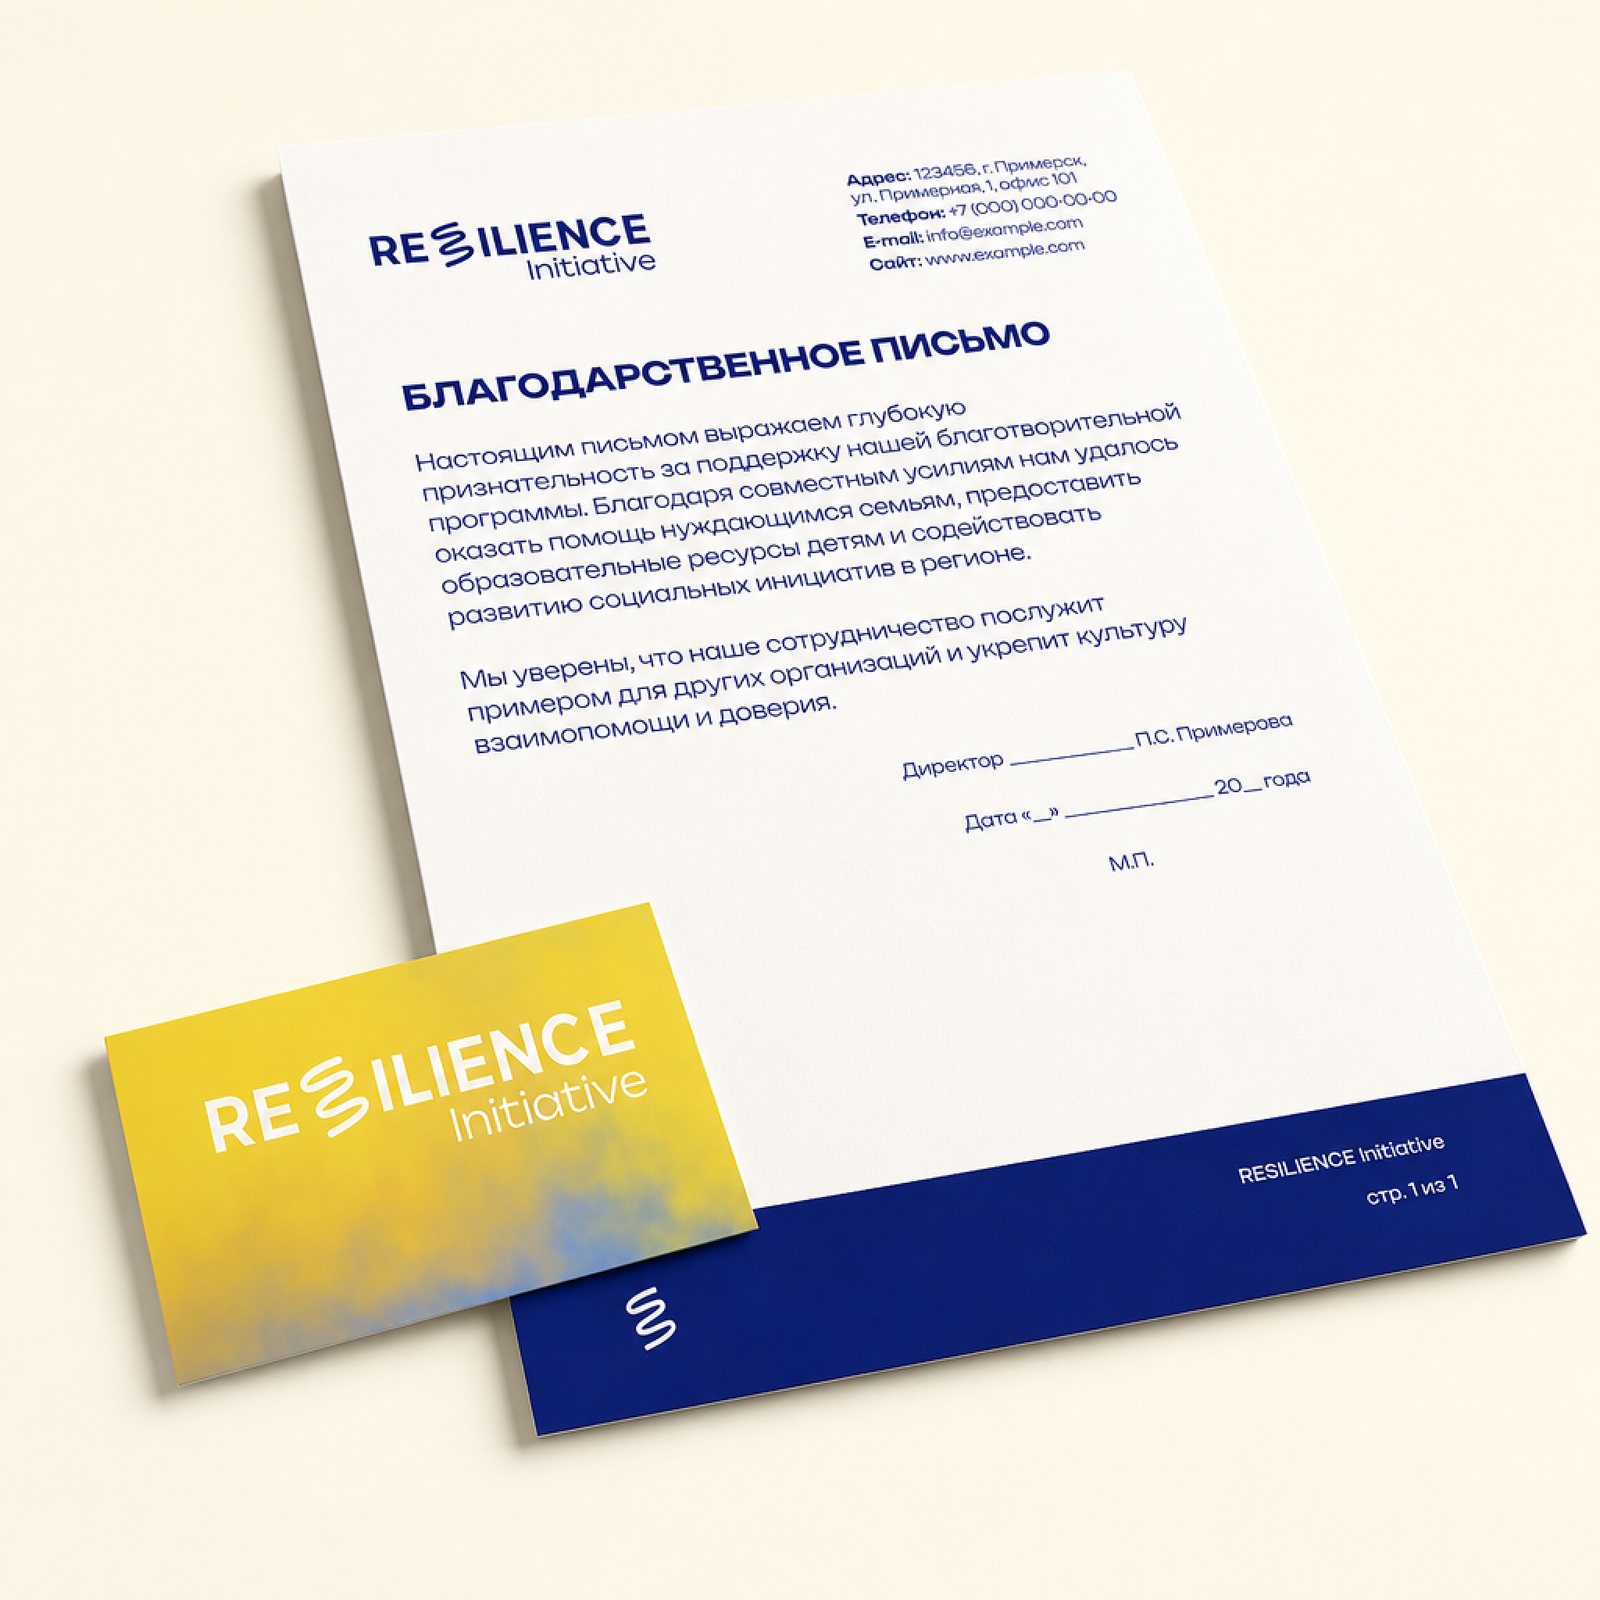 RESILIENCE
Initiative
Адрес: 123456, г. Примерск,
ул. Примерная, 1, офис 101
Телефон: +7 (000) 000-00-00
E-mail: info@example.com
Сайт: www.example.com
БЛАГОДАРСТВЕННОЕ ПИСЬМО
Настоящим письмом выражаем глубокую
признательность за поддержку нашей благотворительной
программы. Благодаря совместным усилиям нам удалось
оказать помощь нуждающимся семьям, предоставить
образовательные ресурсы детям и содействовать
развитию социальных инициатив в регионе.
Мы уверены, что наше сотрудничество послужит
примером для других организаций и укрепит культуру
взаимопомощи и доверия.
Директор ____________ П.С. Примерова
Дата «__» ______________ 20__ года
М.П.
RESILIENCE
Initiative
RESILIENCE Initiative
стр. 1 из 1